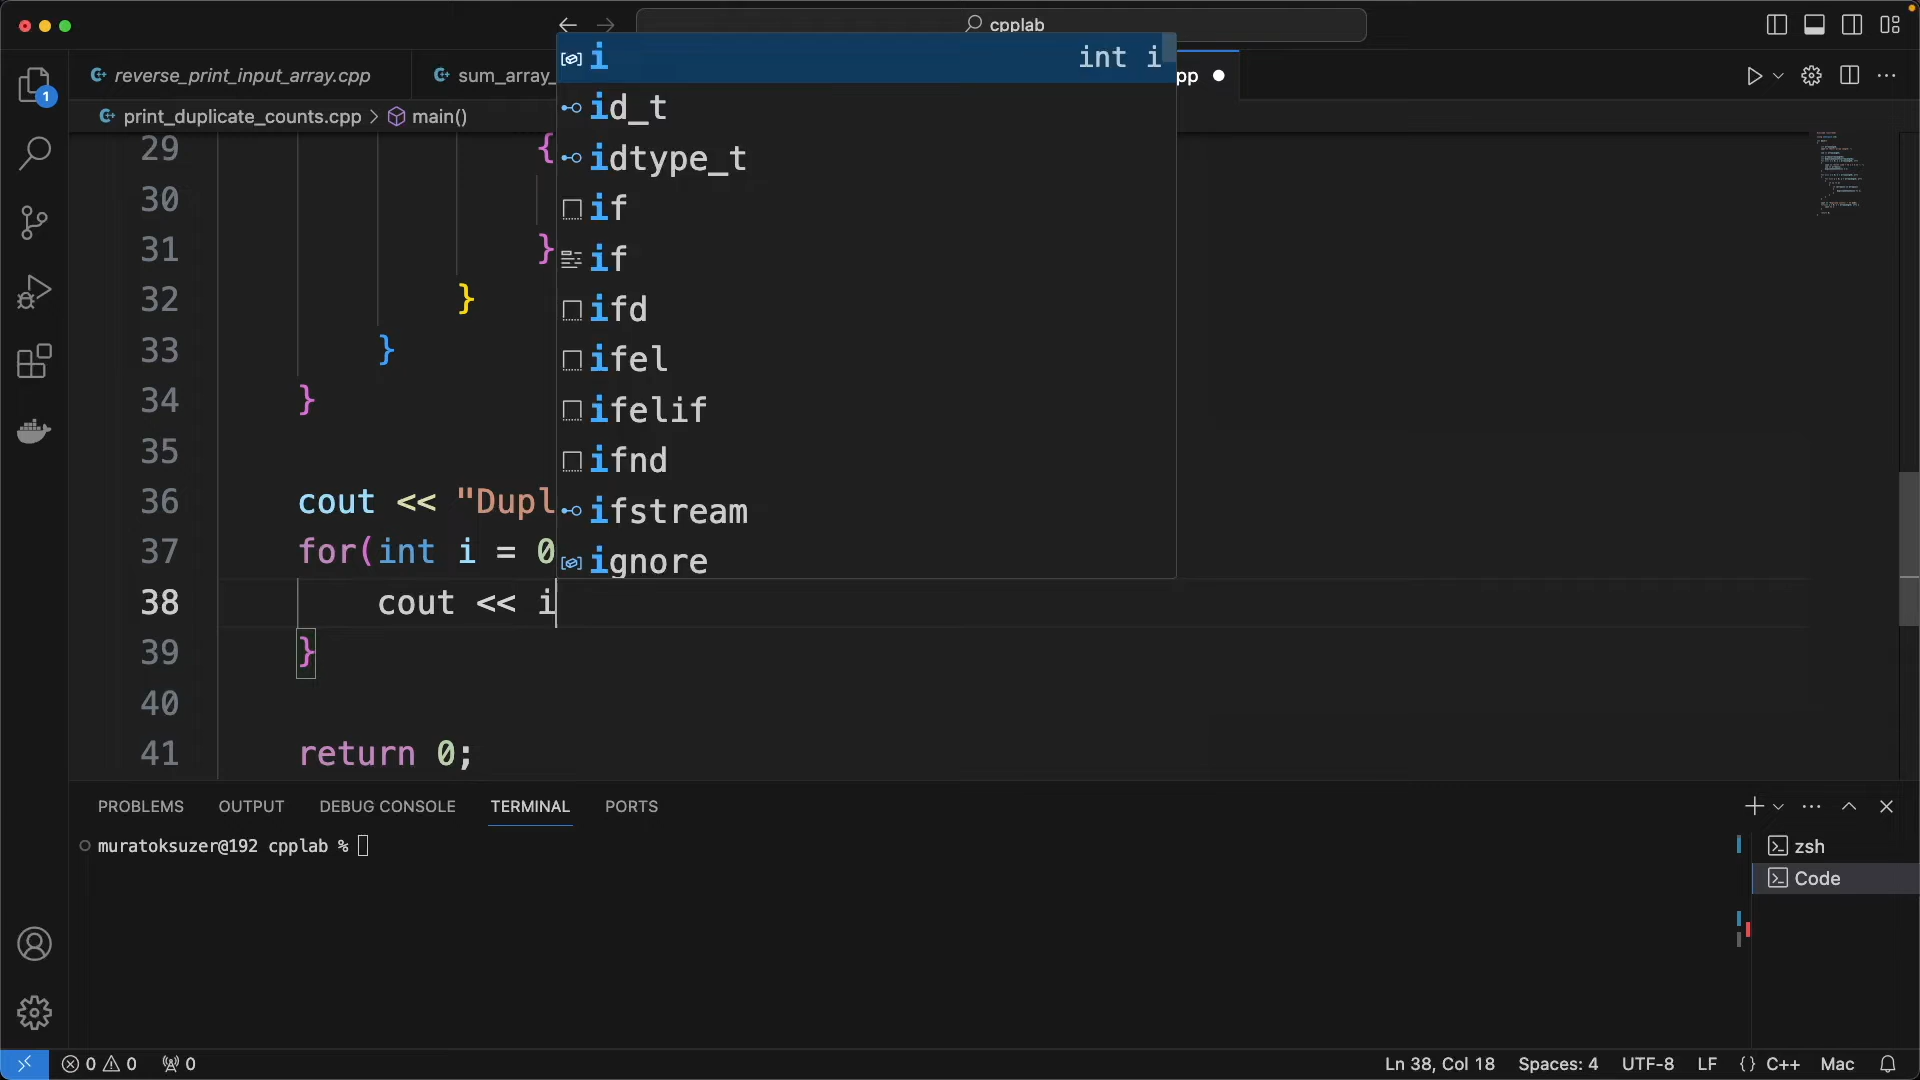 cpplab
reverse_print_input_array.cpp
sum_array_
pp
print_duplicate_counts.cpp > main()
i int i
id_t
idtype_t
if
if
ifd
ifel
ifelif
ifnd
ifstream
ignore
29 {
30
31 }
32 }
33 }
34 }
35
36 cout << "Dupl
37 for(int i = 0
38 cout << i
39 }
40
41 return 0;
1
PROBLEMS OUTPUT DEBUG CONSOLE TERMINAL PORTS
muratoksuzer@192 cpplab %
zsh
Code
0 0 0 Ln 38, Col 18 Spaces: 4 UTF-8 LF {} C++ Mac